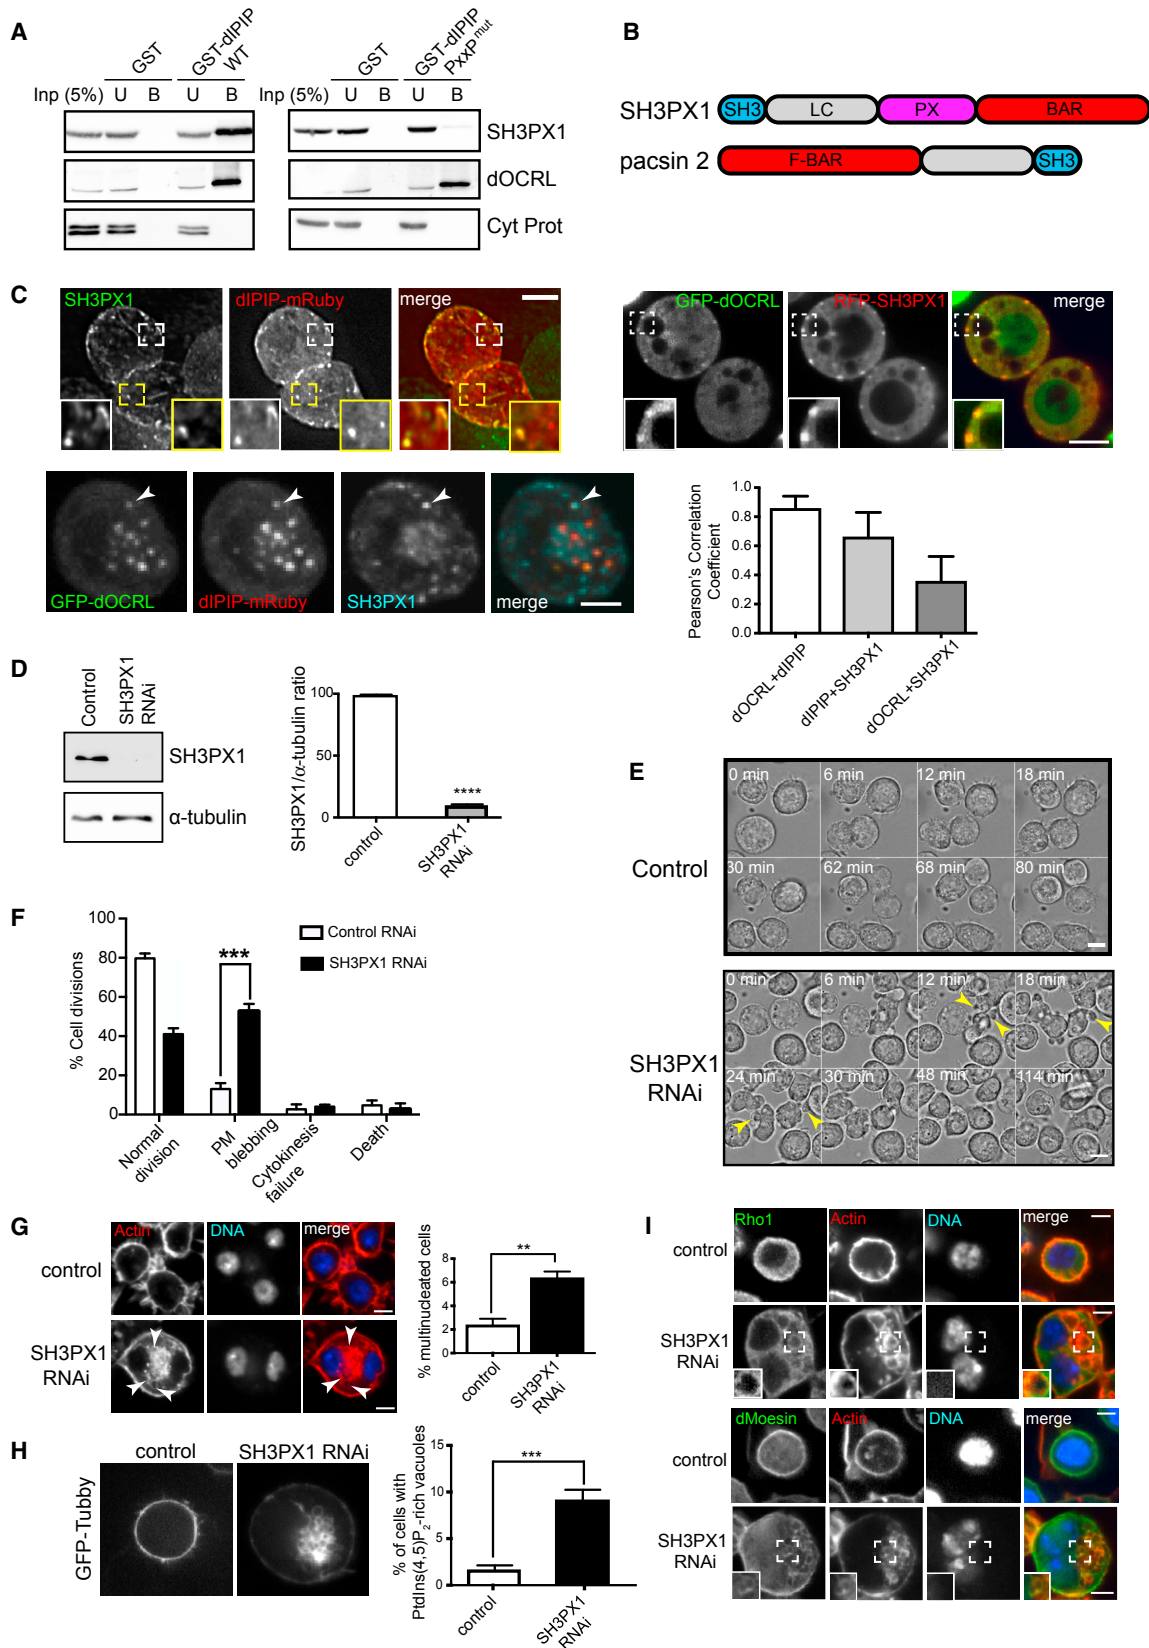 A
GST
GST-dIPIP WT
GST
GST-dIPIP PxxP mut
Inp (5%) U B U B
Inp (5%) U B U B
SH3PX1
dOCRL
Cyt Prot
B
SH3PX1
SH3 LC PX BAR
pacsin 2
F-BAR SH3
C
SH3PX1
dIPIP-mRuby
merge
GFP-dOCRL
RFP-SH3PX1
merge
GFP-dOCRL
dIPIP-mRuby
SH3PX1
merge
Pearson's Correlation
Coefficient
1.0
0.8
0.6
0.4
0.2
0.0
dOCRL+dIPIP
dIPIP+SH3PX1
dOCRL+SH3PX1
D
Control
SH3PX1
RNAi
SH3PX1
α-tubulin
SH3PX1/α-tubulin ratio
100
50
0
****
control
SH3PX1
RNAi
E
Control
0 min 6 min 12 min 18 min
30 min 62 min 68 min 80 min
SH3PX1
RNAi
0 min 6 min 12 min 18 min
24 min 30 min 48 min 114 min
F
% Cell divisions
100
80
60
40
20
0
***
Control RNAi
SH3PX1 RNAi
Normal
division
PM
blebbing
Cytokinesis
failure
Death
G
Actin
DNA
merge
control
SH3PX1
RNAi
% multinucleated cells
8
6
4
2
0
**
control
SH3PX1
RNAi
H
control
SH3PX1 RNAi
GFP-Tubby
% of cells with
PtdIns(4,5)P2-rich vacuoles
15
10
5
0
***
control
SH3PX1
RNAi
I
Rho1
Actin
DNA
merge
control
SH3PX1
RNAi
dMoesin
Actin
DNA
merge
control
SH3PX1
RNAi